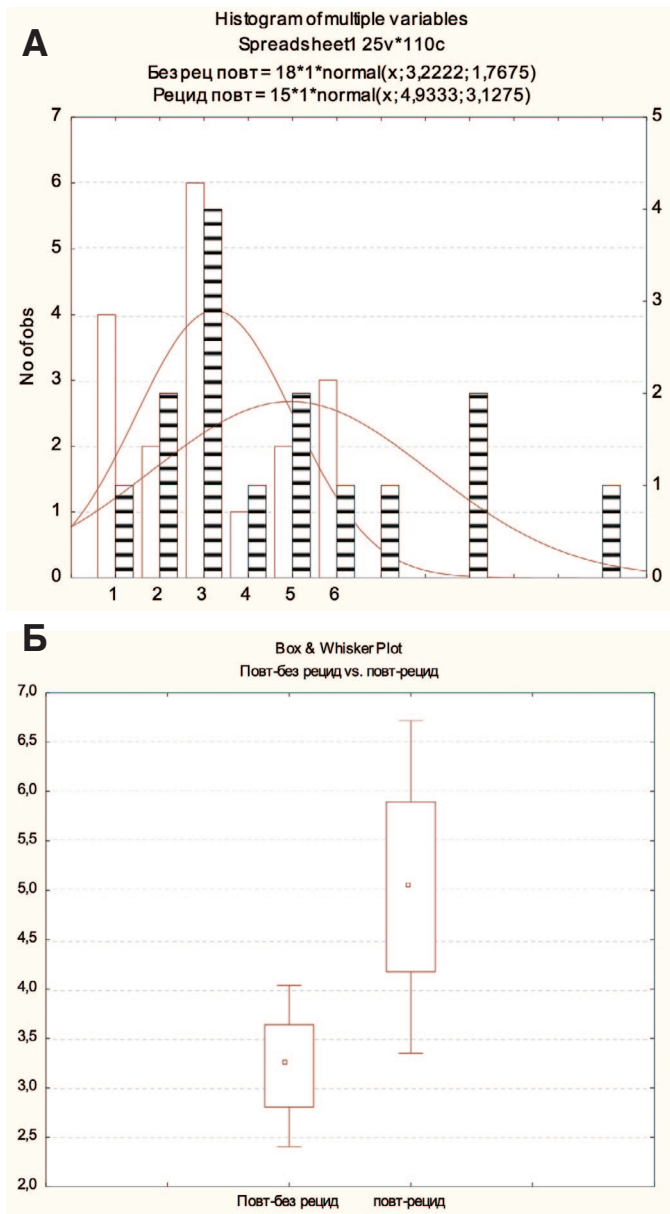 А
Histogram of multiple variables
Spreadsheet1 25v*110c
Без рец повт = 18*1*normal(x; 3,2222; 1,7675)
Рецид повт = 15*1*normal(x; 4,9333; 3,1275)
7
6
5
4
3
2
1
0
No of obs
5
4
3
2
1
0
1 2 3 4 5 6
Б
Box & Whisker Plot
Повт-без рецид vs. повт-рецид
7,0
6,5
6,0
5,5
5,0
4,5
4,0
3,5
3,0
2,5
2,0
Повт-без рецид повт-рецид